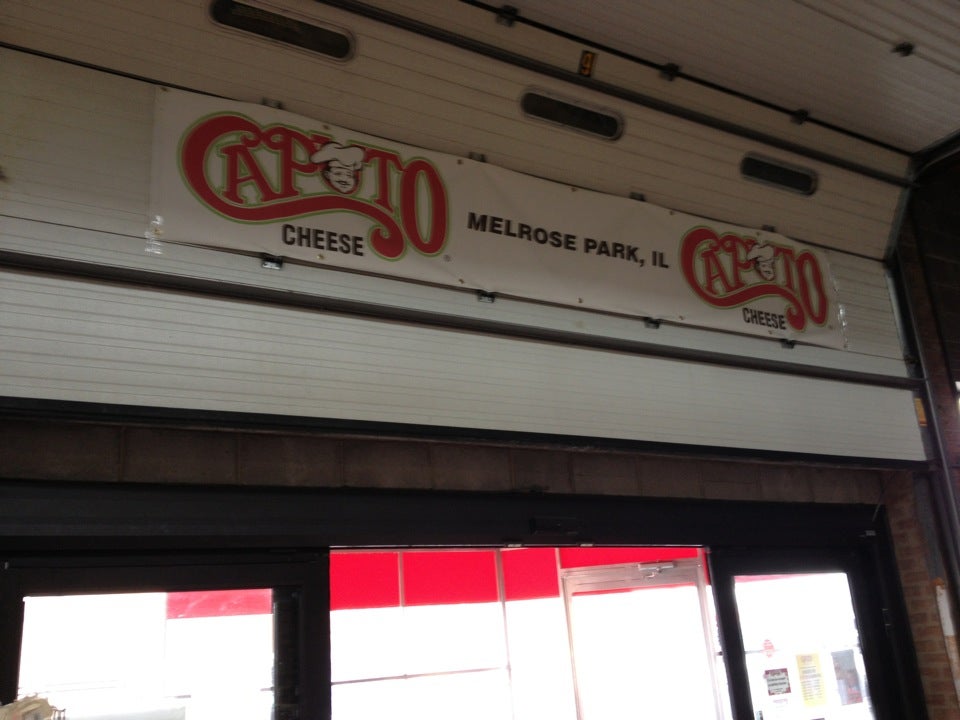 CAPUTO
CHEESE
®
MELROSE PARK, IL
CAPUTO
CHEESE
®